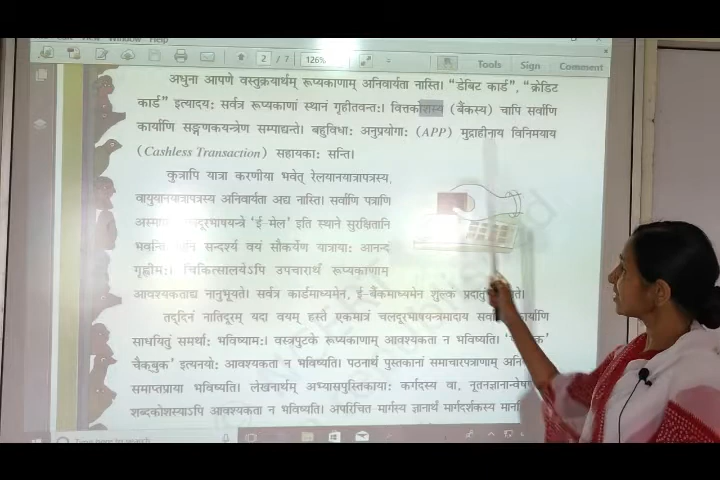 2 / 7
126%
Tools
Sign
Comment
अधुना आपणे वस्तुक्रयार्थम् रूप्यकाणाम् अनिवार्यता नास्ति। “डेबिट कार्ड”, “क्रेडिट
कार्ड” इत्यादयः सर्वत्र रूप्यकाणां स्थानं गृहीतवन्तः। वित्तकोशस्य (बैंकस्य) चापि सर्वाणि
कार्याणि सङ्गणकयन्त्रेण सम्पाद्यन्ते। बहुविधाः अनुप्रयोगाः (APP) मुद्राहीनाय विनिमयाय
(Cashless Transaction) सहायकाः सन्ति।
कुत्रापि यात्रा करणीया भवेत् रेलयानयात्रापत्रस्य,
वायुयानयात्रापत्रस्य अनिवार्यता अद्य नास्ति। सर्वाणि पत्राणि
चलदूरभाषयन्त्रे ‘ई-मेल’ इति स्थाने सुरक्षितानि
सन्दर्श्य वयं सौकर्येण यात्रायाः आनन्दं
गृह्णीमः। चिकित्सालयेऽपि उपचारार्थं रूप्यकाणाम्
आवश्यकताद्य नानुभूयते। सर्वत्र कार्डमाध्यमेन, ई-बैंकमाध्यमेन शुल्कं
तद्दिनं नातिदूरम् यदा वयम् हस्ते एकमात्रं चलदूरभाषयन्त्रमादाय
साधयितुं समर्थाः भविष्यामः। वस्त्रपुटके रूप्यकाणाम् आवश्यकता न भविष्यति।
चैक्बुक’ इत्यनयोः आवश्यकता न भविष्यति। पठनार्थं पुस्तकानां समाचारपत्राणाम्
समाप्तप्राया भविष्यति। लेखनार्थम् अभ्यासपुस्तिकायाः कर्गदस्य वा,
शब्दकोशस्याऽपि आवश्यकता न भविष्यति। अपरिचित मार्गस्य ज्ञानार्थं मार्गदर्शकस्य